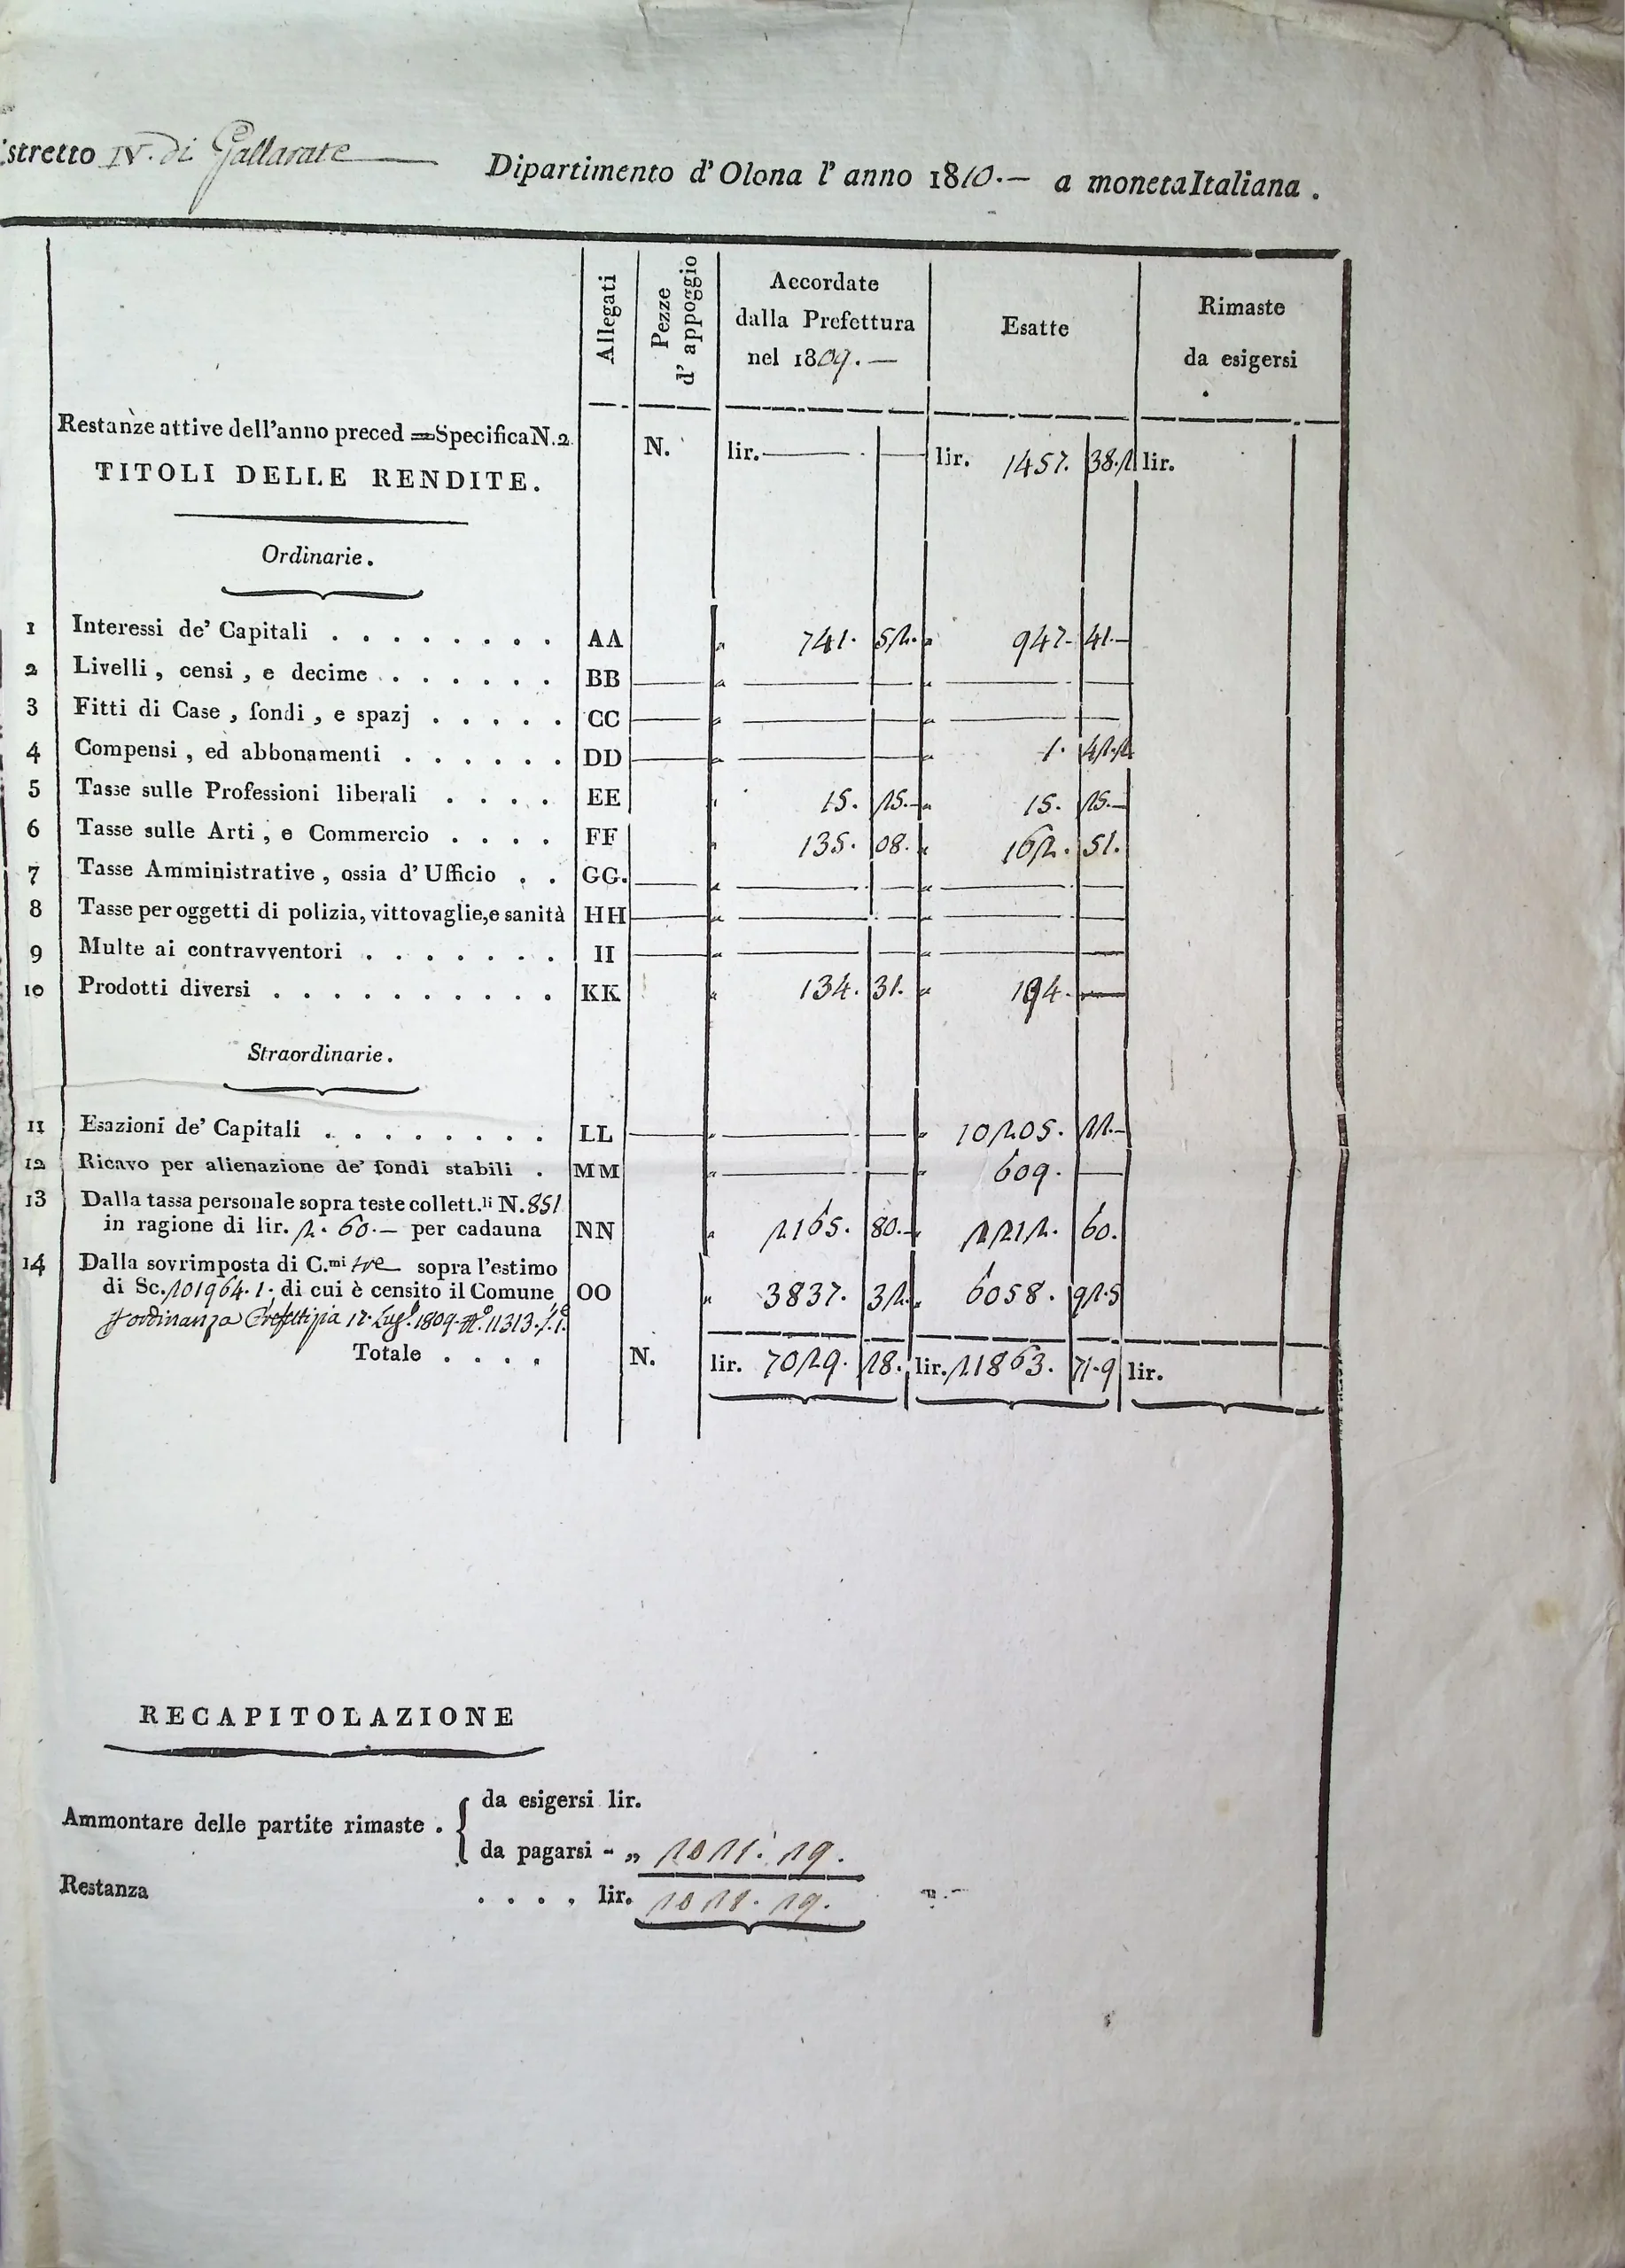 istretto IV. di Gallarate Dipartimento d' Olona l' anno 1810.— a moneta Italiana .
Allegati
Pezze d' appoggio
Accordate
dalla Prefettura
nel 1809.—
Esatte
Rimaste
da esigersi
Restanze attive dell'anno preced = Specifica N. 2 N. lir. — lir. 1457. 38.2 lir.
TITOLI DELLE RENDITE.
Ordinarie .
1 Interessi de' Capitali . . . . . . . . AA „ 741. 52. „ 947. 41.—
2 Livelli , censi , e decime . . . . . . BB — „ — „ —
3 Fitti di Case , fondi , e spazj . . . . . CC — „ — „ —
4 Compensi , ed abbonamenti . . . . . . DD — „ — „ 1. 42.2
5 Tasse sulle Professioni liberali . . . . EE „ 15. 25.— „ 15. 25.—
6 Tasse sulle Arti , e Commercio . . . . FF „ 135. 08. „ 162. 51.
7 Tasse Amministrative , ossia d' Ufficio . . GG. — „ — „ —
8 Tasse per oggetti di polizia, vittovaglie, e sanità HH — „ — „ —
9 Multe ai contravventori . . . . . . . II — „ — „ —
10 Prodotti diversi . . . . . . . . . . KK „ 134. 31. „ 194. —
Straordinarie .
11 Esazioni de' Capitali . . . . . . . . LL — „ — „ 10205. 22.—
12 Ricavo per alienazione de' fondi stabili . MM „ — „ 609. —
13 Dalla tassa personale sopra teste collett.li N. 851
in ragione di lir. 2. 60.— per cadauna NN „ 2165. 80.— „ 2212. 60.
14 Dalla sovrimposta di C.mi tre sopra l'estimo
di Sc. 201964. 1. di cui è censito il Comune OO „ 3837. 32. „ 6058. 92.5
d'ordinanza Prefettizia Lug.o 1809. N.o 11313.
Totale . . . . N. lir. 7029. 28. lir. 21863. 71.9 lir.
RECAPITOLAZIONE
Ammontare delle partite rimaste . { da esigersi lir.
da pagarsi - „
Restanza . . . . lir.